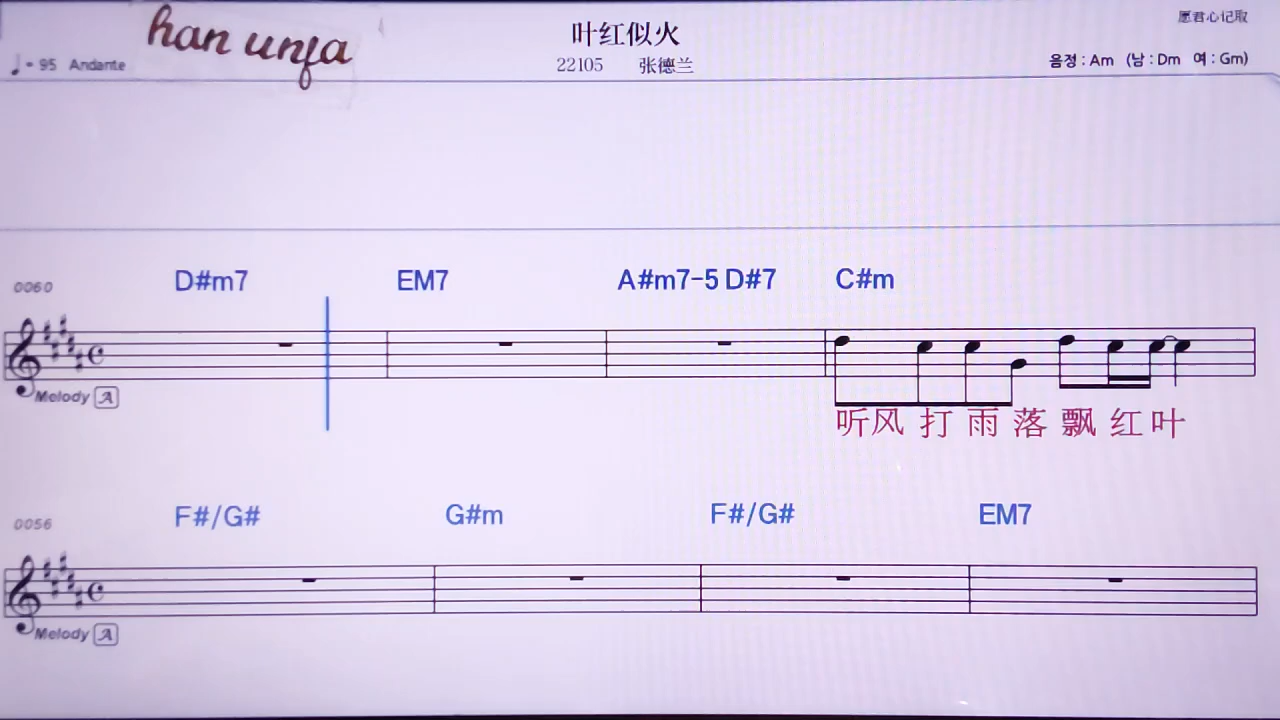 han unfa
叶红似火
愿君心记取
♩= 95 Andante
22105 张德兰
음정 : Am (남 : Dm 여 : Gm)
0060 D#m7 EM7 A#m7-5 D#7 C#m
Melody A
听风 打 雨 落 飘 红 叶
0056 F#/G# G#m F#/G# EM7
Melody A